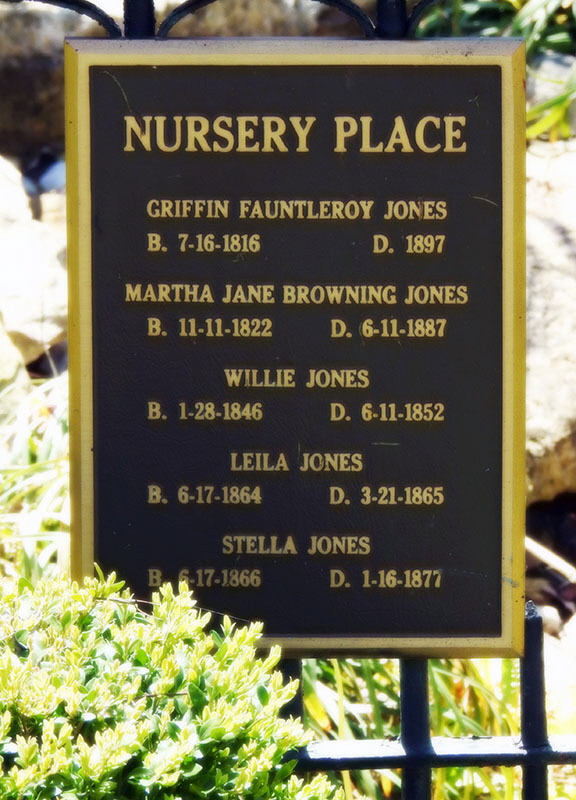 NURSERY PLACE
GRIFFIN FAUNTLEROY JONES
B. 7-16-1816 D. 1897
MARTHA JANE BROWNING JONES
B. 11-11-1822 D. 6-11-1887
WILLIE JONES
B. 1-28-1846 D. 6-11-1852
LEILA JONES
B. 6-17-1864 D. 3-21-1865
STELLA JONES
B. 6-17-1866 D. 1-16-1877